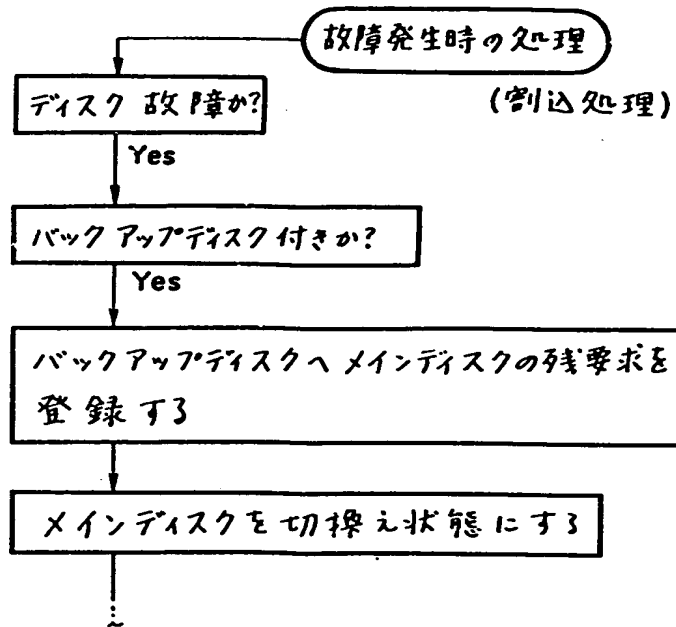 故障発生時の処理
(割込処理)
ディスク故障か?
Yes
バックアップディスク付きか?
Yes
バックアップディスクへメインディスクの残要求を
登録する
メインディスクを切換え状態にする